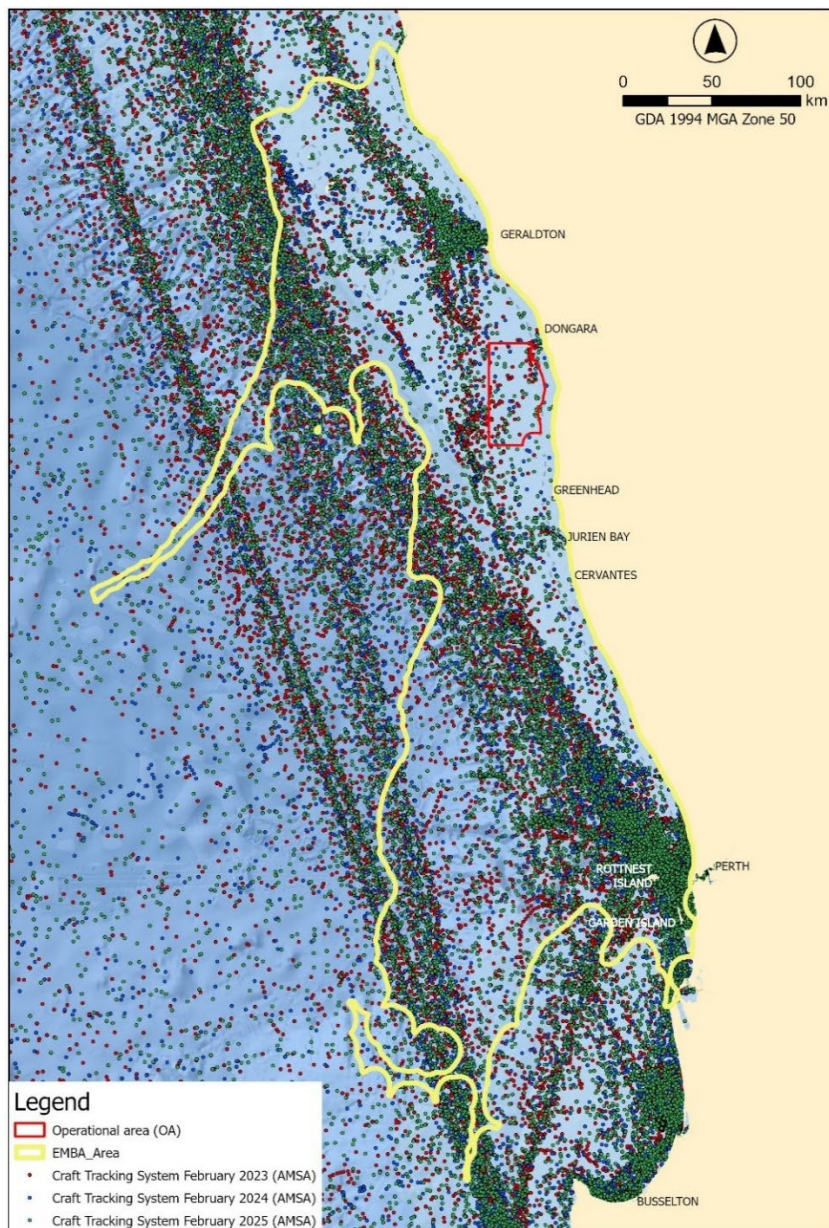 0 50 100
km
GDA 1994 MGA Zone 50
GERALDTON
DONGARA
GREENHEAD
JURIEN BAY
CERVANTES
ROTTNEST
ISLAND
PERTH
GARDEN ISLAND
BUSSELTON
Legend
Operational area (OA)
EMBA_Area
Craft Tracking System February 2023 (AMSA)
Craft Tracking System February 2024 (AMSA)
Craft Tracking System February 2025 (AMSA)